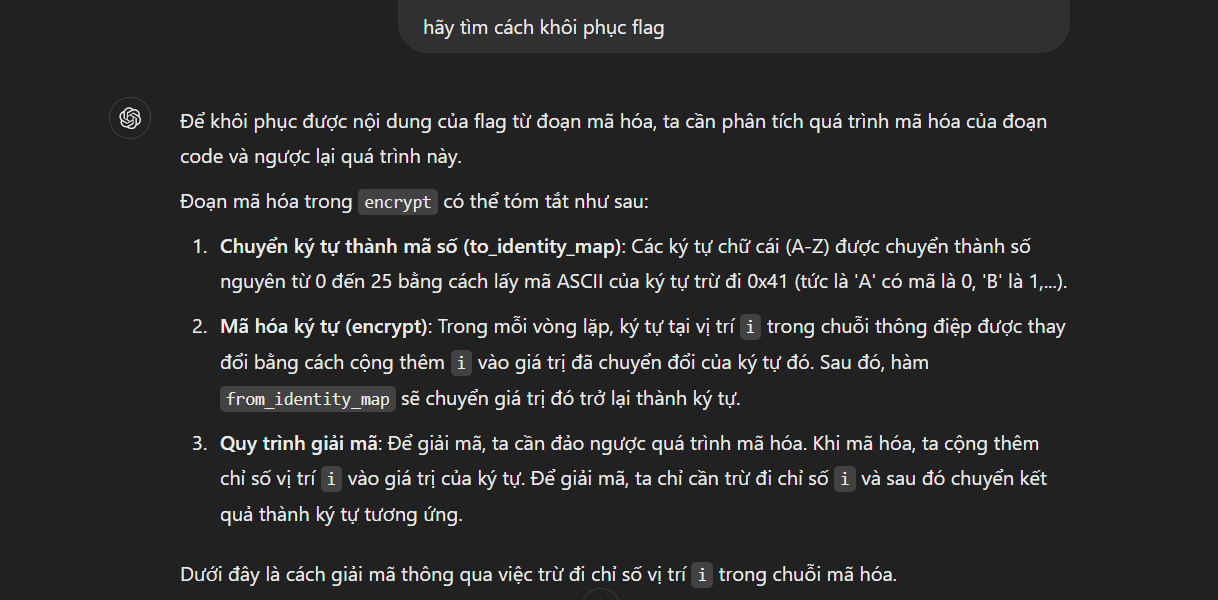 hãy tìm cách khôi phục flag
Để khôi phục được nội dung của flag từ đoạn mã hóa, ta cần phân tích quá trình mã hóa của đoạn
code và ngược lại quá trình này.
Đoạn mã hóa trong encrypt có thể tóm tắt như sau:
1. Chuyển ký tự thành mã số (to_identity_map): Các ký tự chữ cái (A-Z) được chuyển thành số
nguyên từ 0 đến 25 bằng cách lấy mã ASCII của ký tự trừ đi 0x41 (tức là 'A' có mã là 0, 'B' là 1,...).
2. Mã hóa ký tự (encrypt): Trong mỗi vòng lặp, ký tự tại vị trí i trong chuỗi thông điệp được thay
đổi bằng cách cộng thêm i vào giá trị đã chuyển đổi của ký tự đó. Sau đó, hàm
from_identity_map sẽ chuyển giá trị đó trở lại thành ký tự.
3. Quy trình giải mã: Để giải mã, ta cần đảo ngược quá trình mã hóa. Khi mã hóa, ta cộng thêm
chỉ số vị trí i vào giá trị của ký tự. Để giải mã, ta chỉ cần trừ đi chỉ số i và sau đó chuyển kết
quả thành ký tự tương ứng.
Dưới đây là cách giải mã thông qua việc trừ đi chỉ số vị trí i trong chuỗi mã hóa.